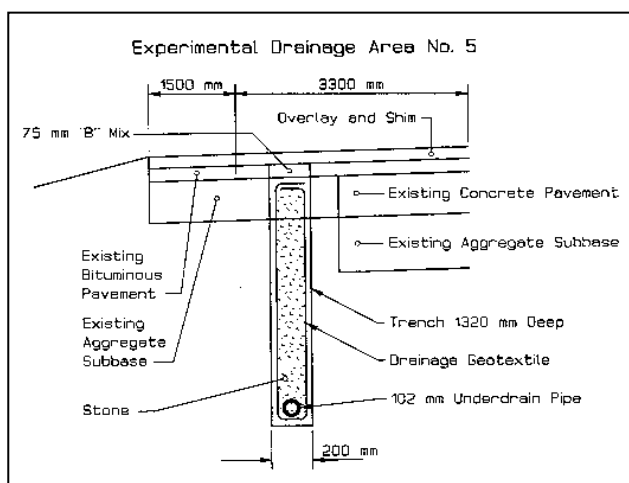 Experimental Drainage Area No. 5
1500 mm
3300 mm
75 mm "B" Mix
Overlay and Shim
Existing Concrete Pavement
Existing Aggregate Subbase
Existing
Bituminous
Pavement
Existing
Aggregate
Subbase
Trench 1320 mm Deep
Drainage Geotextile
Stone
102 mm Underdrain Pipe
200 mm